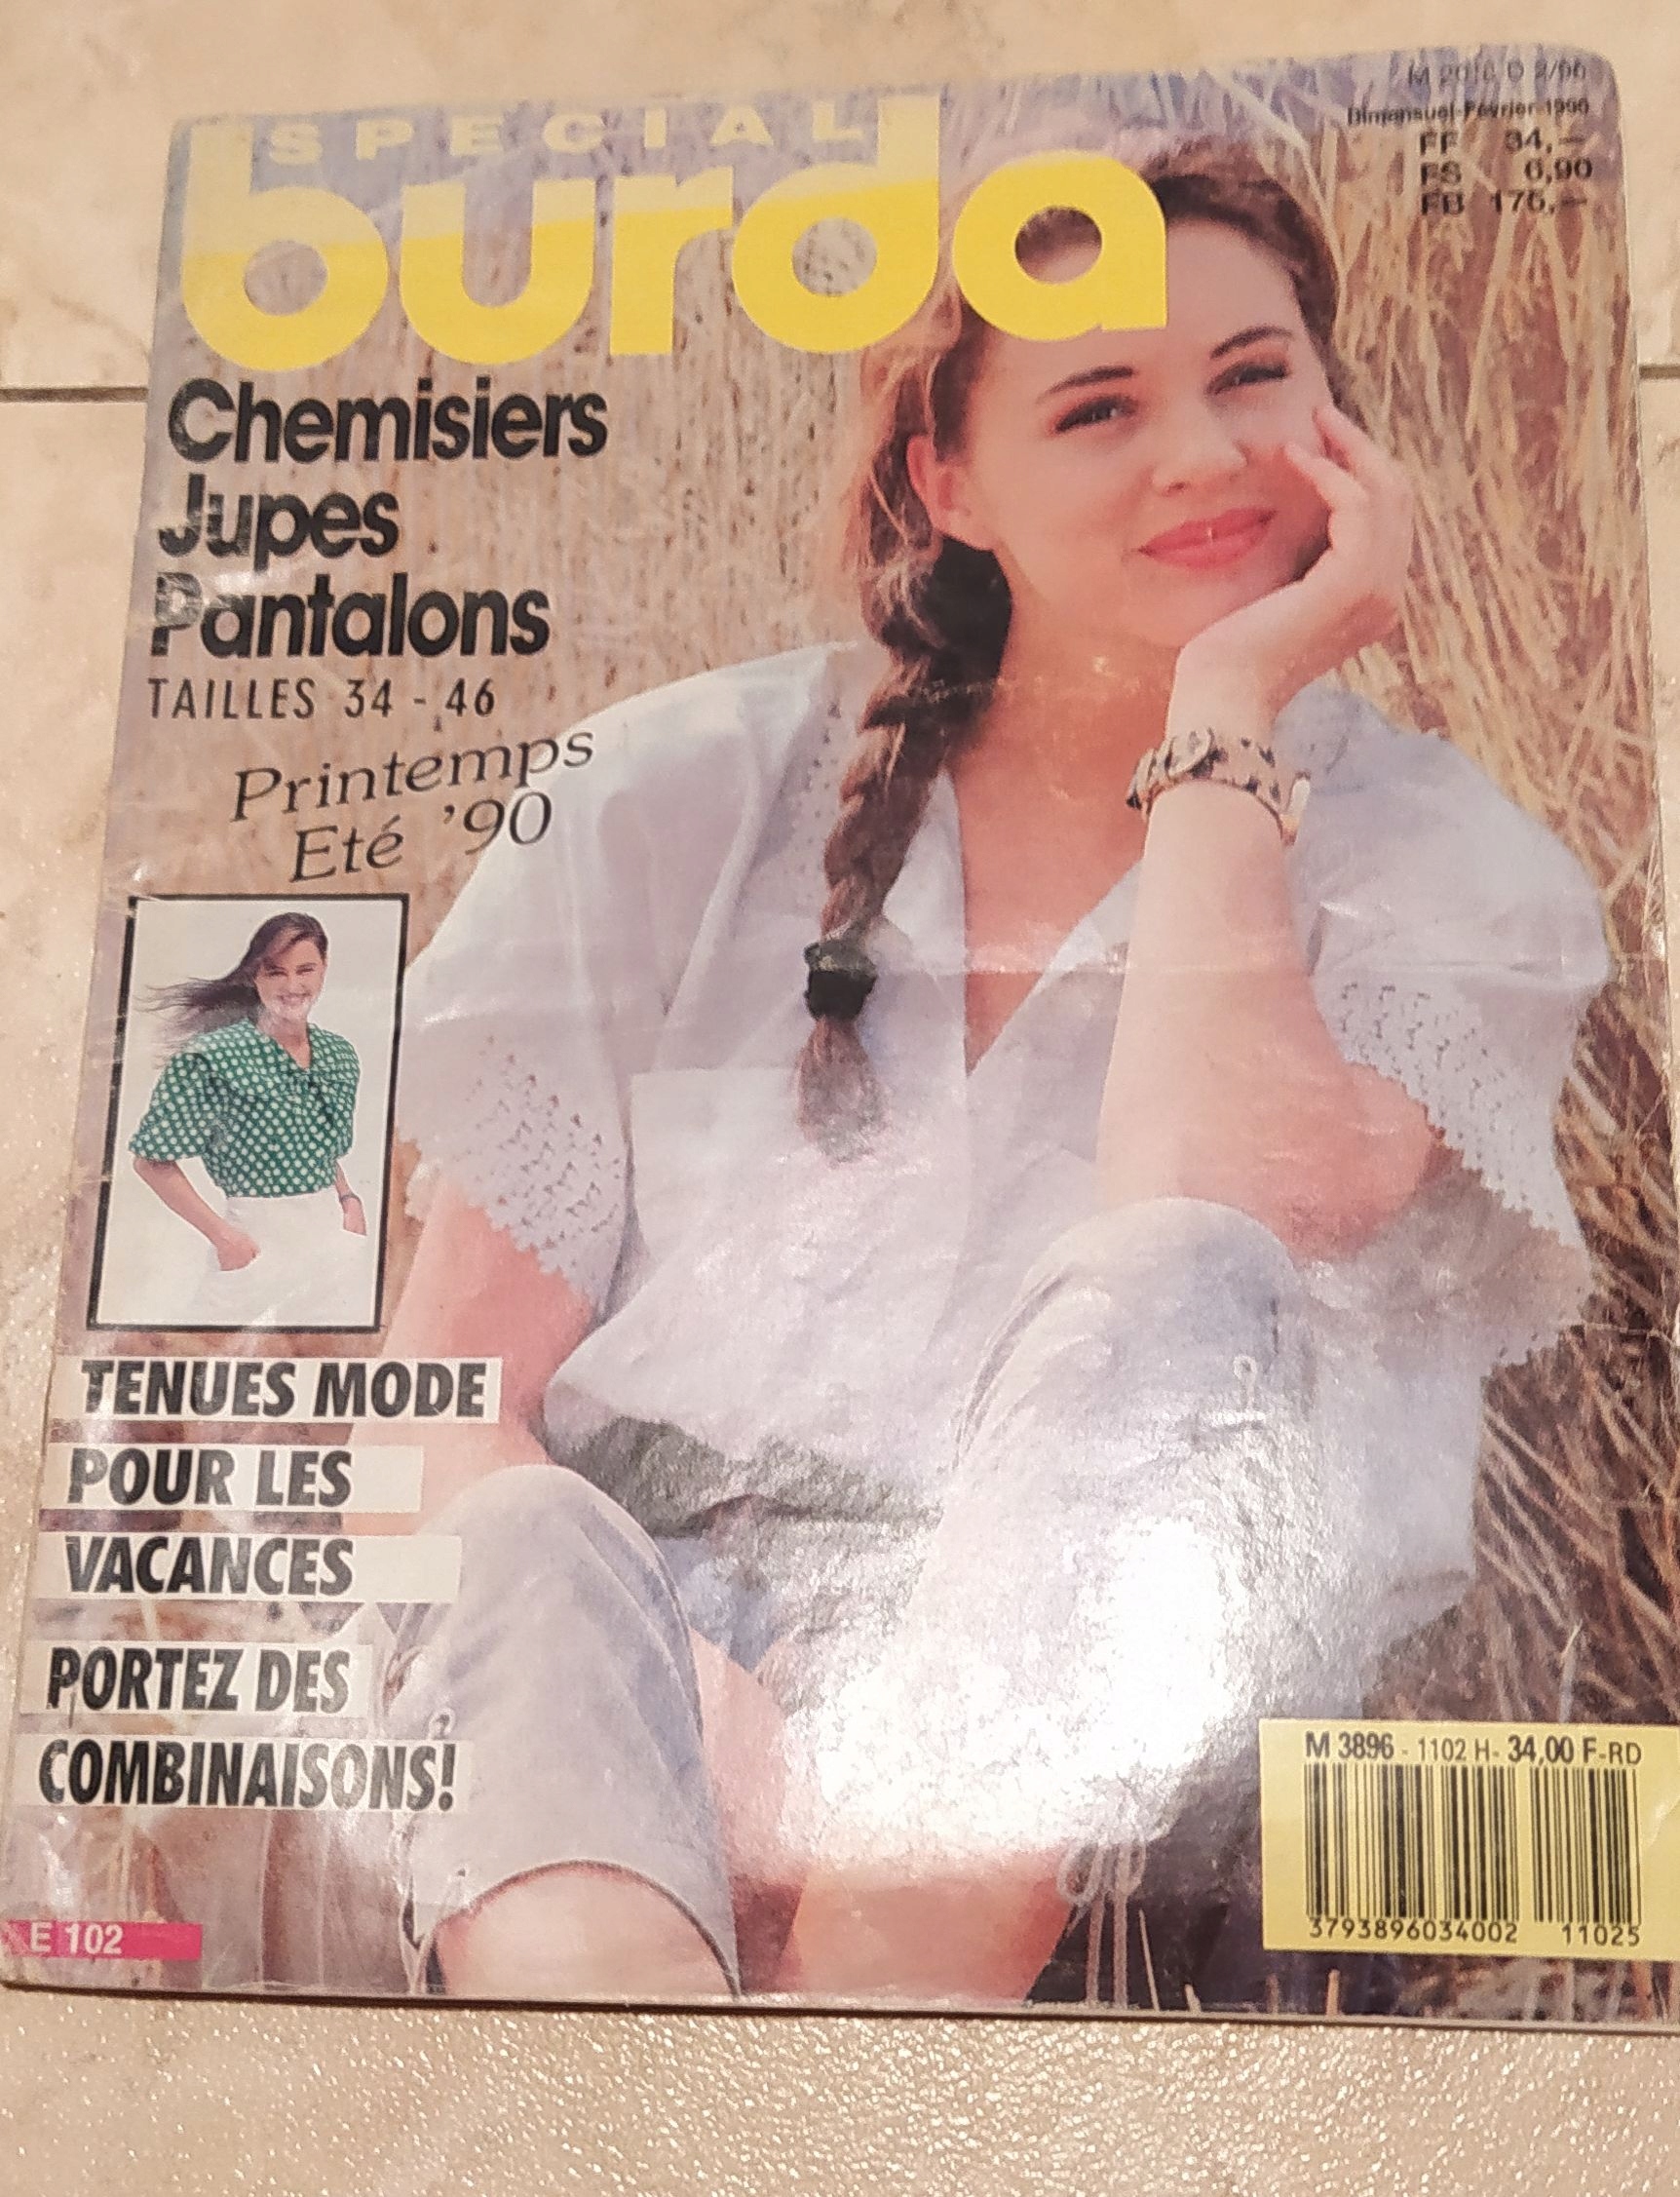 SPECIAL
burda
Dimensuel-Février-1990
FF 34,–
FS 6,90
FB 175,–
Chemisiers
Jupes
Pantalons
TAILLES 34 - 46
Printemps
Eté '90
TENUES MODE
POUR LES
VACANCES
PORTEZ DES
COMBINAISONS!
E 102
M 3896 - 1102 H - 34,00 F-RD
3793896034002 11025